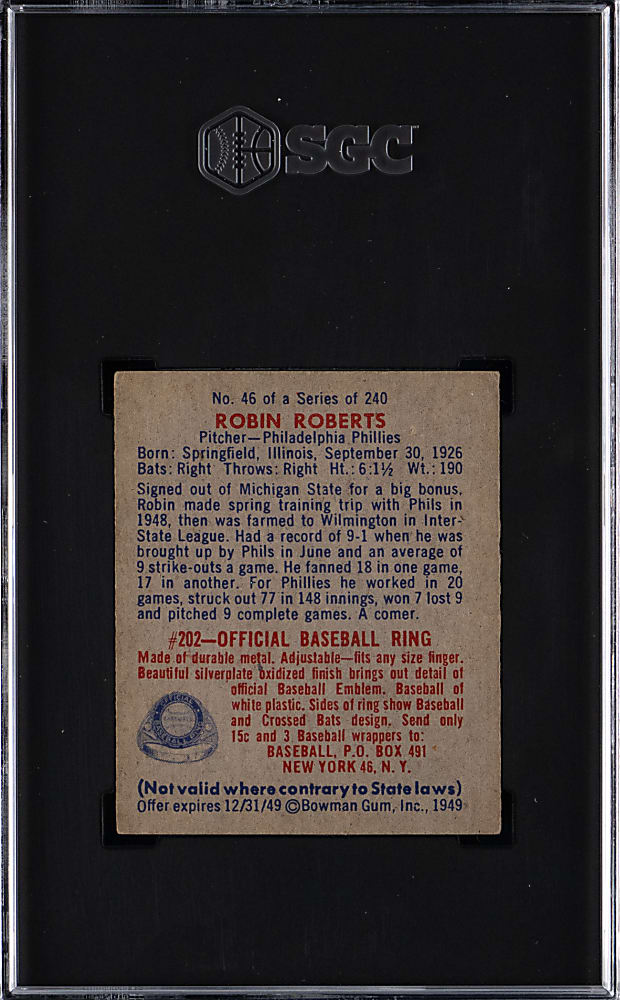 SGC
No. 46 of a Series of 240
ROBIN ROBERTS
Pitcher—Philadelphia Phillies
Born: Springfield, Illinois, September 30, 1926
Bats: Right Throws: Right Ht.: 6:1½ Wt.: 190
Signed out of Michigan State for a big bonus.
Robin made spring training trip with Phils in
1948, then was farmed to Wilmington in Inter-
State League. Had a record of 9-1 when he was
brought up by Phils in June and an average of
9 strike-outs a game. He fanned 18 in one game,
17 in another. For Phillies he worked in 20
games, struck out 77 in 148 innings, won 7 lost 9
and pitched 9 complete games. A comer.
#202—OFFICIAL BASEBALL RING
Made of durable metal. Adjustable—fits any size finger.
Beautiful silverplate oxidized finish brings out detail of
official Baseball Emblem. Baseball of
white plastic. Sides of ring show Baseball
and Crossed Bats design. Send only
15c and 3 Baseball wrappers to:
BASEBALL, P.O. BOX 491
NEW YORK 46, N. Y.
OFFICIAL
(Not valid where contrary to State laws)
Offer expires 12/31/49 ©Bowman Gum, Inc., 1949